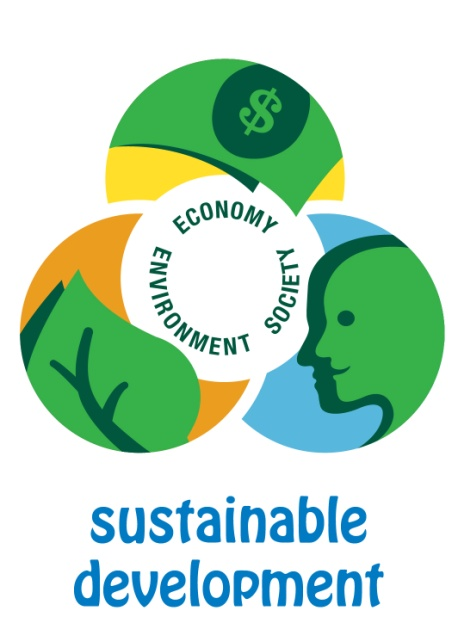 $
ECONOMY
ENVIRONMENT
SOCIETY
sustainable
development